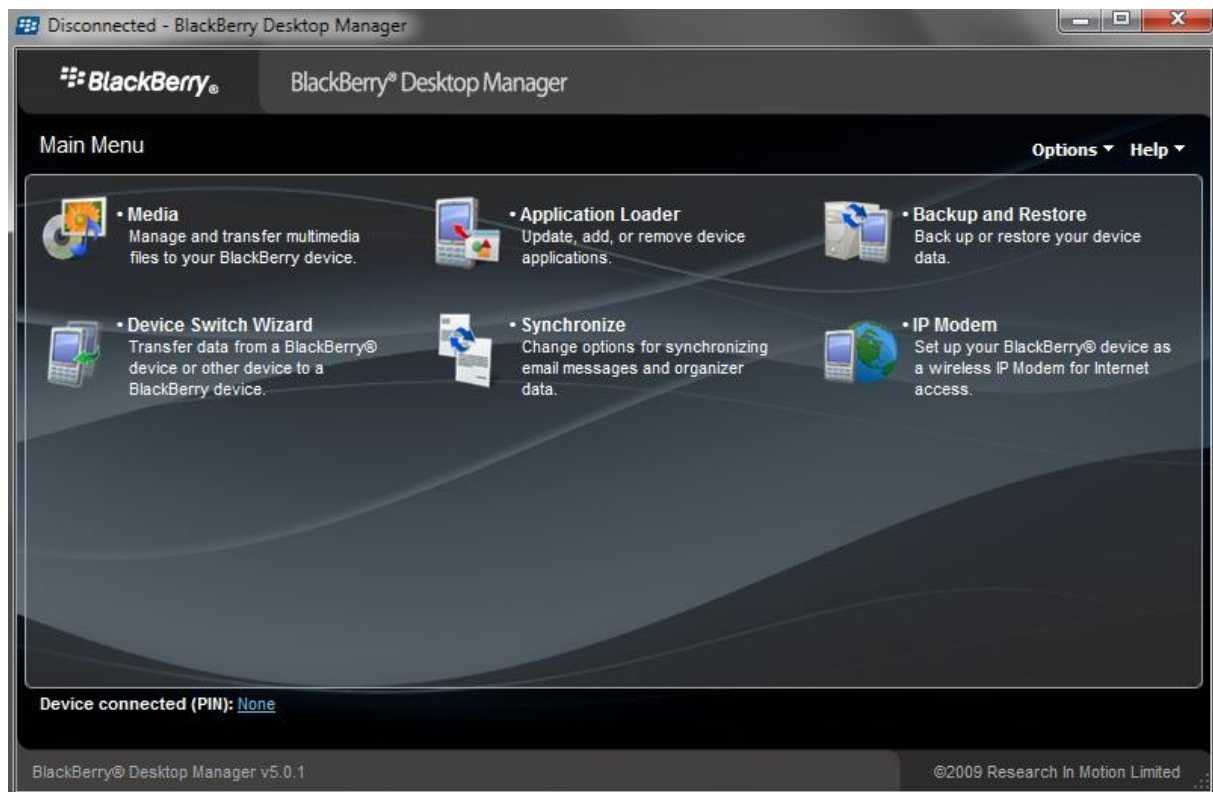 Disconnected - BlackBerry Desktop Manager
BlackBerry®
BlackBerry® Desktop Manager
Main Menu
Options
Help
• Media
Manage and transfer multimedia
files to your BlackBerry device.
• Application Loader
Update, add, or remove device
applications.
• Backup and Restore
Back up or restore your device
data.
• Device Switch Wizard
Transfer data from a BlackBerry®
device or other device to a
BlackBerry device.
• Synchronize
Change options for synchronizing
email messages and organizer
data.
• IP Modem
Set up your BlackBerry® device as
a wireless IP Modem for Internet
access.
Device connected (PIN): None
BlackBerry® Desktop Manager v5.0.1
©2009 Research In Motion Limited